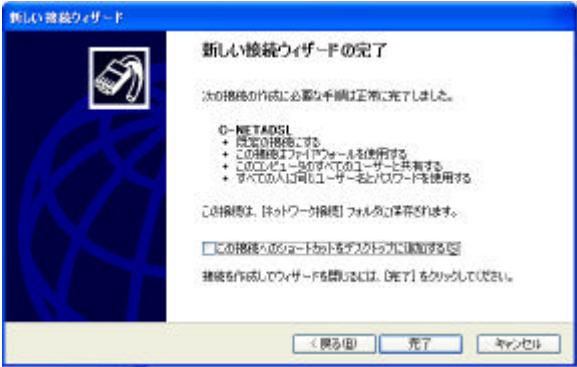 新しい接続ウィザード
新しい接続ウィザードの完了
次の接続の作成に必要な手順は正常に完了しました。
C-NETADSL
• 既定の接続にする
• この接続はファイアウォールを使用する
• このコンピュータのすべてのユーザーと共有する
• すべての人は同じユーザー名とパスワードを使用する
この接続は、[ネットワーク接続] フォルダに保存されます。
この接続へのショートカットをデスクトップに追加する(S)
接続を作成してウィザードを閉じるには、[完了] をクリックしてください。
< 戻る(B)
完了
キャンセル